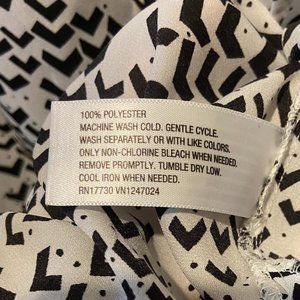 100% POLYESTER
MACHINE WASH COLD. GENTLE CYCLE.
WASH SEPARATELY OR WITH LIKE COLORS.
ONLY NON-CHLORINE BLEACH WHEN NEEDED.
REMOVE PROMPTLY. TUMBLE DRY LOW.
COOL IRON WHEN NEEDED.
RN17730 VN1247024